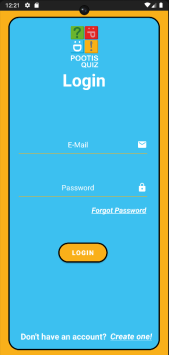 12:21
? :P
:D !
POOTIS
QUIZ
Login
E-Mail
Password
Forgot Password
LOGIN
Don't have an account? Create one!